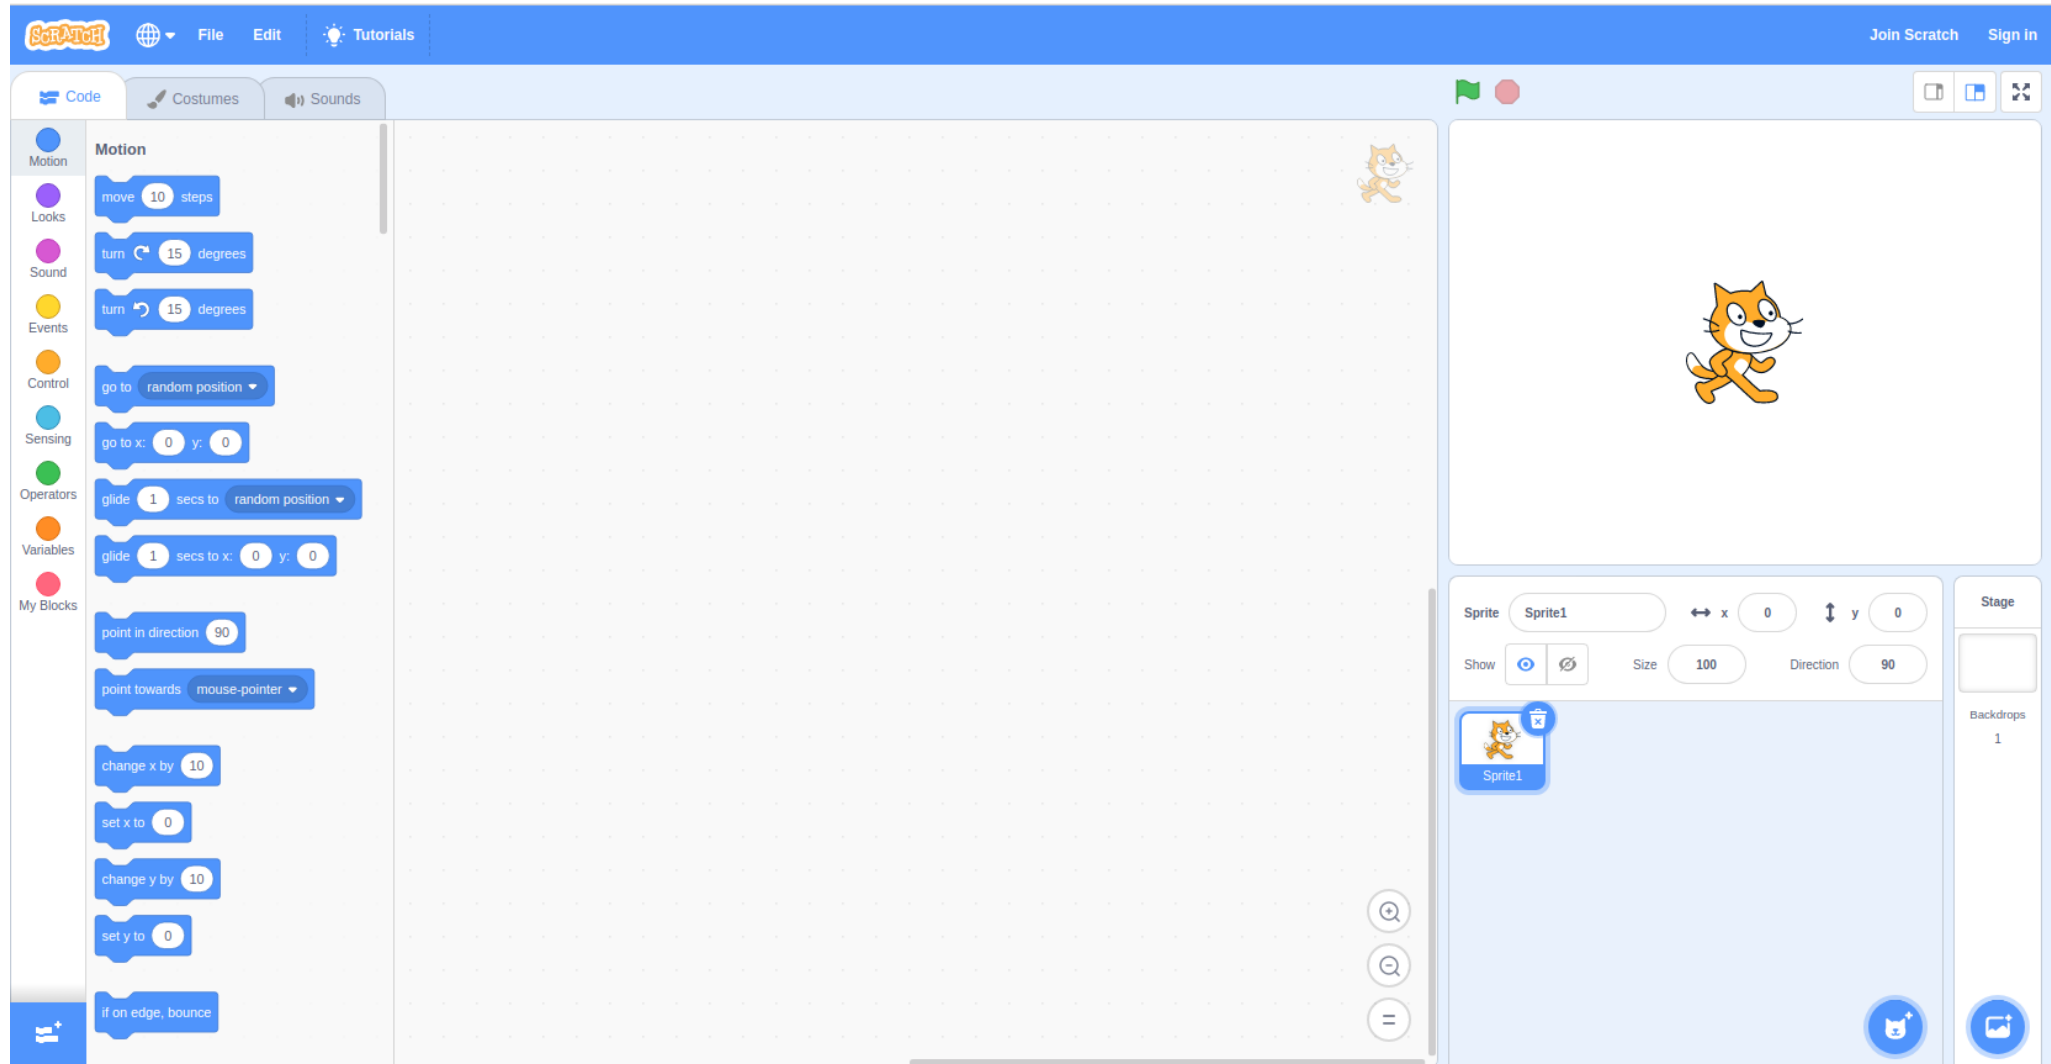 SCRATCH File Edit Tutorials Join Scratch Sign in
Code Costumes Sounds
Motion
Looks
Sound
Events
Control
Sensing
Operators
Variables
My Blocks
Motion
move 10 steps
turn 15 degrees
turn 15 degrees
go to random position
go to x: 0 y: 0
glide 1 secs to random position
glide 1 secs to x: 0 y: 0
point in direction 90
point towards mouse-pointer
change x by 10
set x to 0
change y by 10
set y to 0
if on edge, bounce
Sprite Sprite1 x 0 y 0
Show Size 100 Direction 90
Sprite1
Stage
Backdrops
1